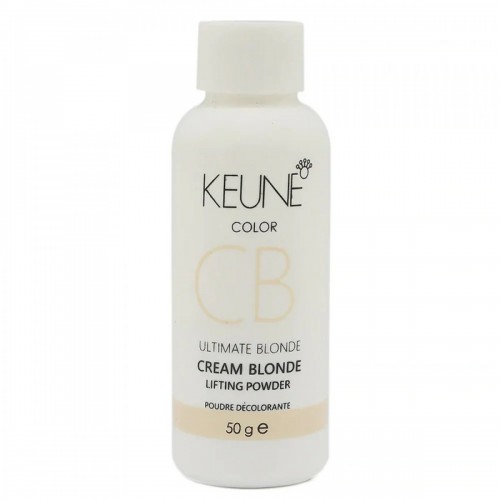 KEUNE
COLOR
CB
ULTIMATE BLONDE
CREAM BLONDE
LIFTING POWDER
POUDRE DÉCOLORANTE
50 g e